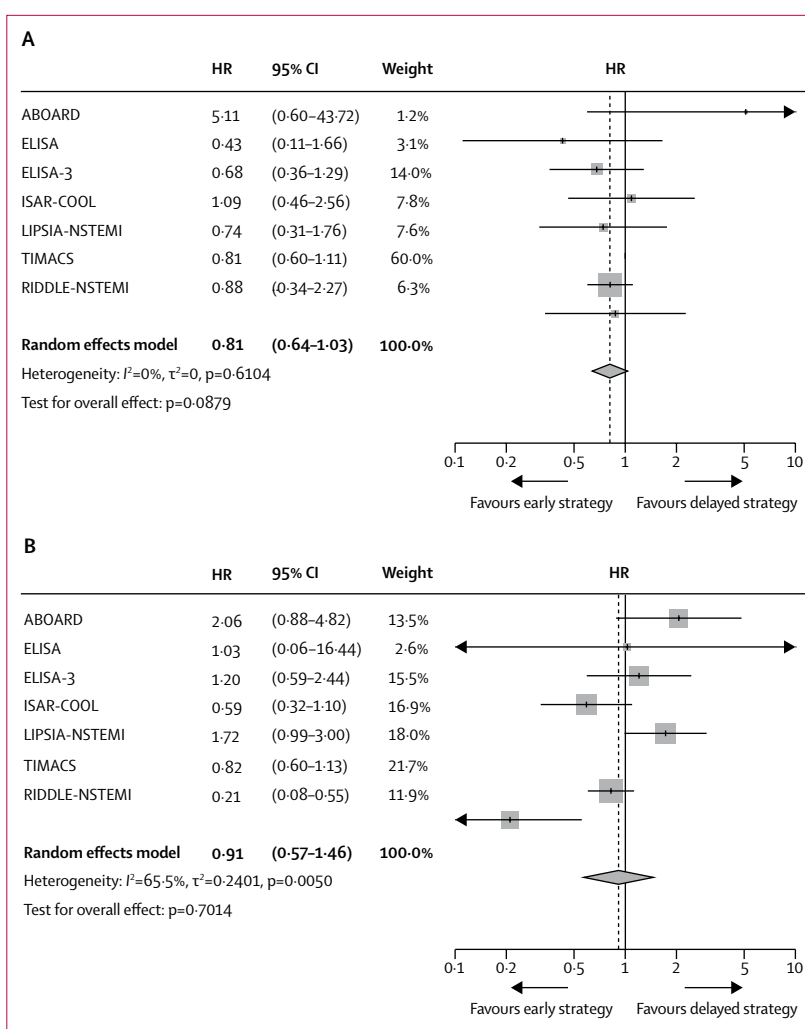 A
HR 95% CI Weight HR
ABOARD 5·11 (0·60–43·72) 1·2%
ELISA 0·43 (0·11–1·66) 3·1%
ELISA-3 0·68 (0·36–1·29) 14·0%
ISAR-COOL 1·09 (0·46–2·56) 7·8%
LIPSIA-NSTEMI 0·74 (0·31–1·76) 7·6%
TIMACS 0·81 (0·60–1·11) 60·0%
RIDDLE-NSTEMI 0·88 (0·34–2·27) 6·3%
Random effects model 0·81 (0·64–1·03) 100·0%
Heterogeneity: I²=0%, τ²=0, p=0·6104
Test for overall effect: p=0·0879
0·1 0·2 0·5 1 2 5 10
Favours early strategy Favours delayed strategy
B
HR 95% CI Weight HR
ABOARD 2·06 (0·88–4·82) 13·5%
ELISA 1·03 (0·06–16·44) 2·6%
ELISA-3 1·20 (0·59–2·44) 15·5%
ISAR-COOL 0·59 (0·32–1·10) 16·9%
LIPSIA-NSTEMI 1·72 (0·99–3·00) 18·0%
TIMACS 0·82 (0·60–1·13) 21·7%
RIDDLE-NSTEMI 0·21 (0·08–0·55) 11·9%
Random effects model 0·91 (0·57–1·46) 100·0%
Heterogeneity: I²=65·5%, τ²=0·2401, p=0·0050
Test for overall effect: p=0·7014
0·1 0·2 0·5 1 2 5 10
Favours early strategy Favours delayed strategy